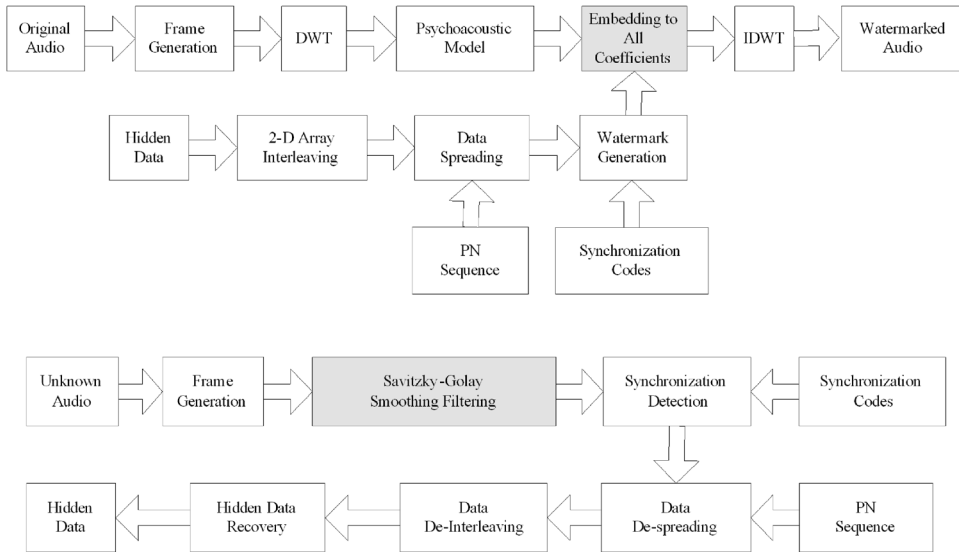 Original
Audio
Frame
Generation
DWT
Psychoacoustic
Model
Embedding to
All
Coefficients
IDWT
Watermarked
Audio
Hidden
Data
2-D Array
Interleaving
Data
Spreading
Watermark
Generation
PN
Sequence
Synchronization
Codes
Unknown
Audio
Frame
Generation
Savitzky-Golay
Smoothing Filtering
Synchronization
Detection
Synchronization
Codes
Hidden
Data
Hidden Data
Recovery
Data
De-Interleaving
Data
De-spreading
PN
Sequence